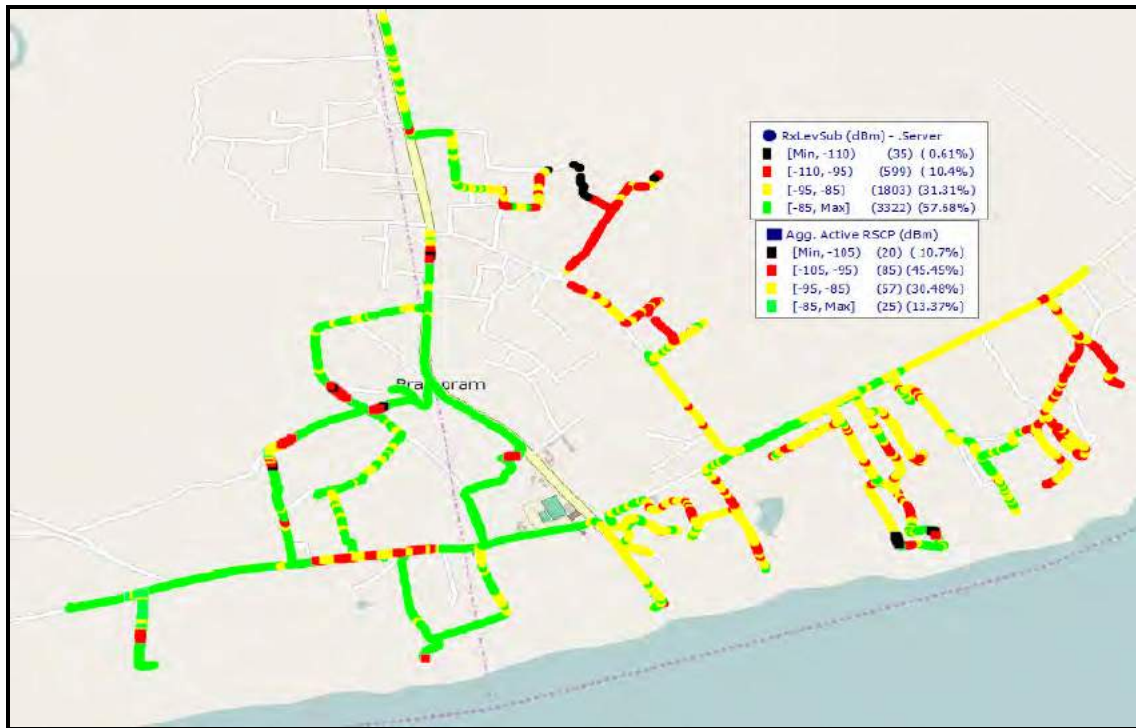 RxLevSub (dBm) - .Server
[Min, -110) (35) ( 0.61%)
[-110, -95) (599) ( 10.4%)
[-95, -85) (1803) (31.31%)
[-85, Max] (3322) (57.68%)
Agg. Active RSCP (dBm)
[Min, -105) (20) ( 10.7%)
[-105, -95) (85) (45.45%)
[-95, -85) (57) (30.48%)
[-85, Max] (25) (13.37%)